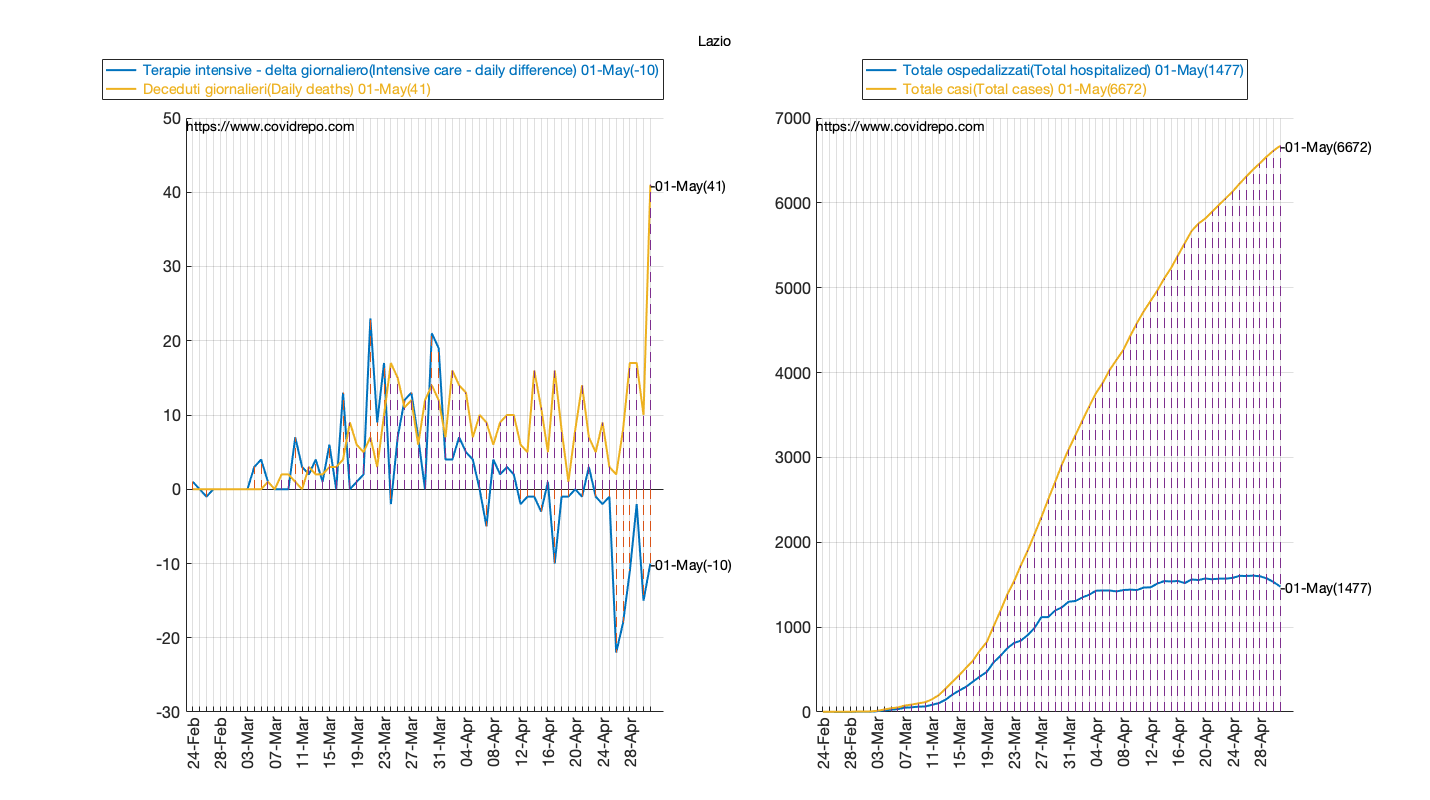 Lazio
Terapie intensive - delta giornaliero(Intensive care - daily difference) 01-May(-10)
Deceduti giornalieri(Daily deaths) 01-May(41)
Totale ospedalizzati(Total hospitalized) 01-May(1477)
Totale casi(Total cases) 01-May(6672)
https://www.covidrepo.com
50
40
30
20
10
0
-10
-20
-30
01-May(41)
01-May(-10)
24-Feb
28-Feb
03-Mar
07-Mar
11-Mar
15-Mar
19-Mar
23-Mar
27-Mar
31-Mar
04-Apr
08-Apr
12-Apr
16-Apr
20-Apr
24-Apr
28-Apr
https://www.covidrepo.com
7000
6000
5000
4000
3000
2000
1000
0
01-May(6672)
01-May(1477)
24-Feb
28-Feb
03-Mar
07-Mar
11-Mar
15-Mar
19-Mar
23-Mar
27-Mar
31-Mar
04-Apr
08-Apr
12-Apr
16-Apr
20-Apr
24-Apr
28-Apr